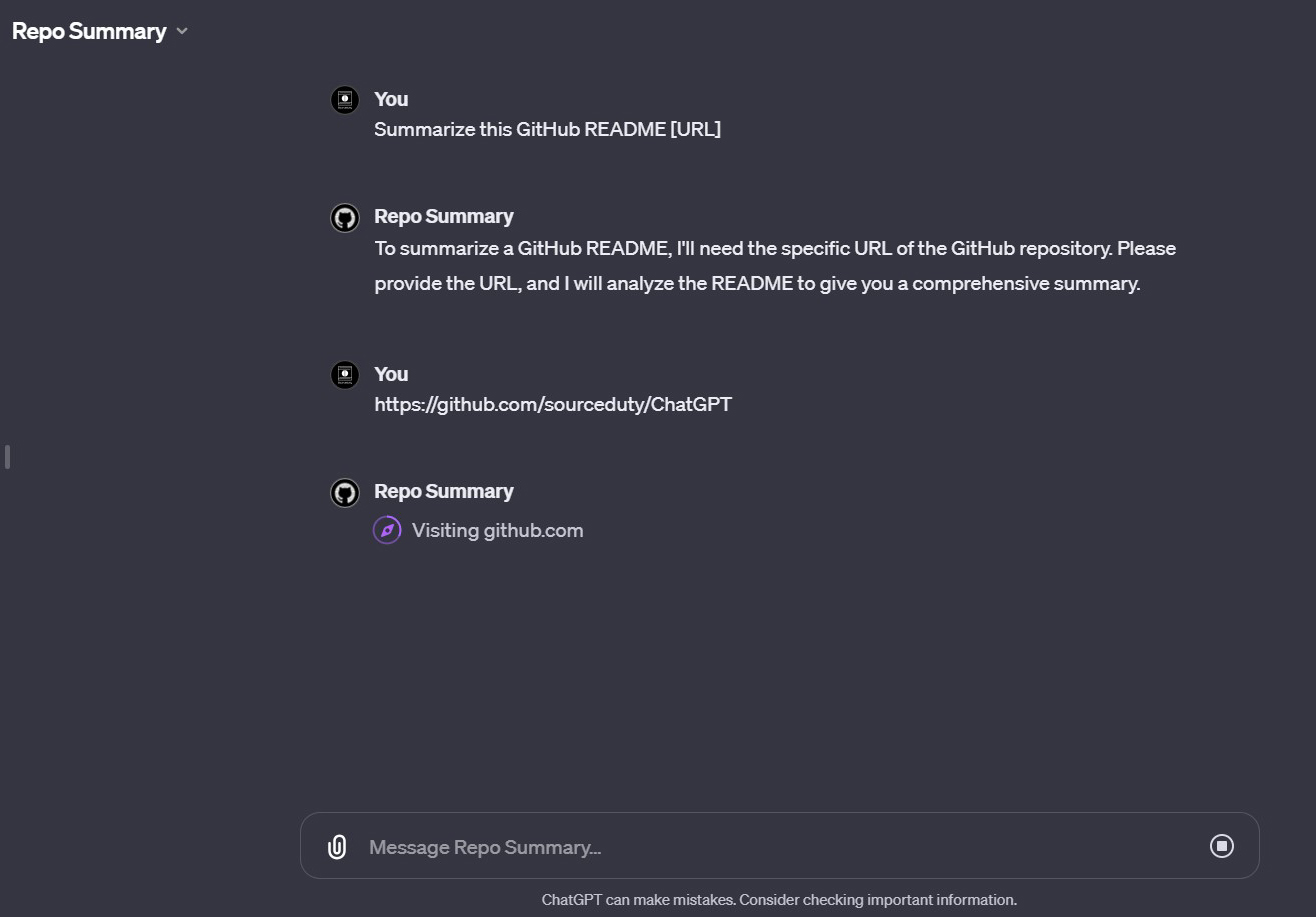 Repo Summary
You
Summarize this GitHub README [URL]
Repo Summary
To summarize a GitHub README, I'll need the specific URL of the GitHub repository. Please
provide the URL, and I will analyze the README to give you a comprehensive summary.
You
https://github.com/sourceduty/ChatGPT
Repo Summary
Visiting github.com
Message Repo Summary...
ChatGPT can make mistakes. Consider checking important information.